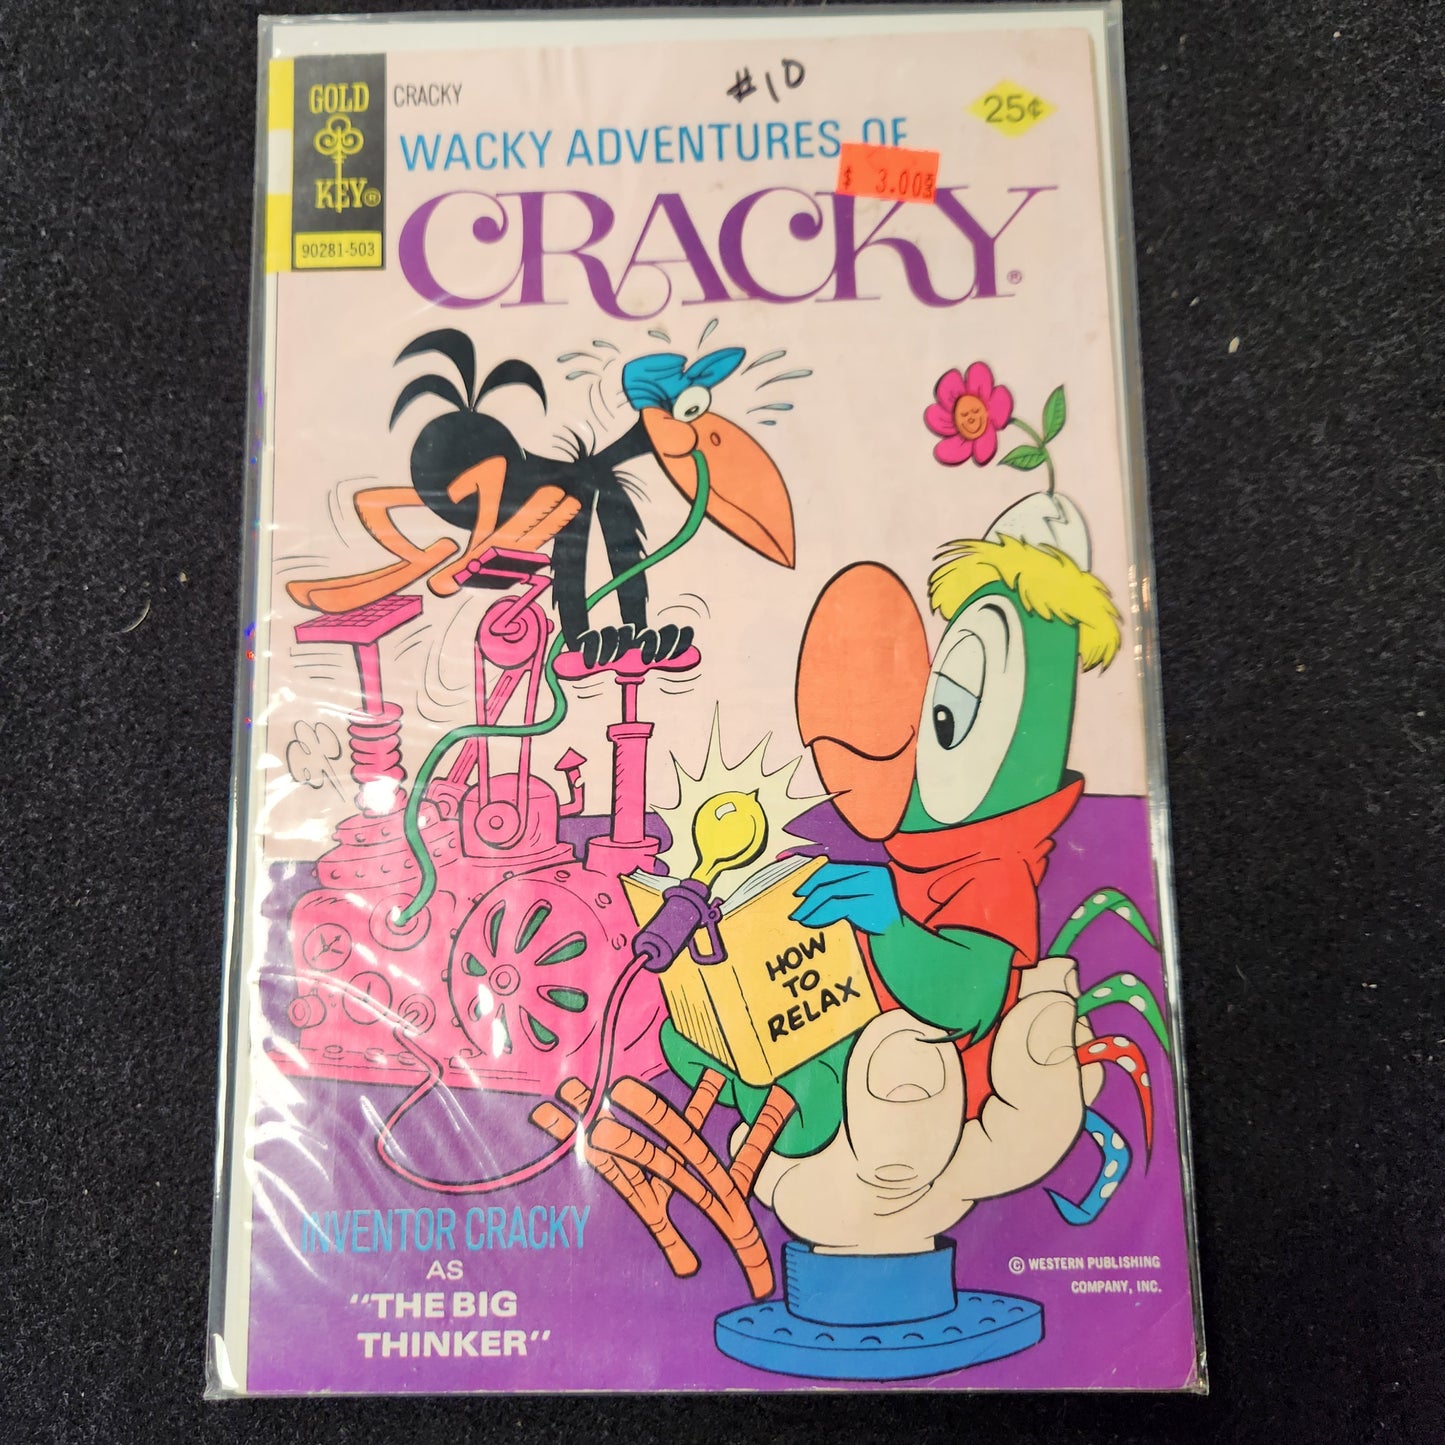 GOLD
KEY®
90281-503
CRACKY
#10
25¢
WACKY ADVENTURES OF
$ 3.00
CRACKY®
HOW
TO
RELAX
INVENTOR CRACKY
AS
"THE BIG
THINKER"
© WESTERN PUBLISHING
COMPANY, INC.